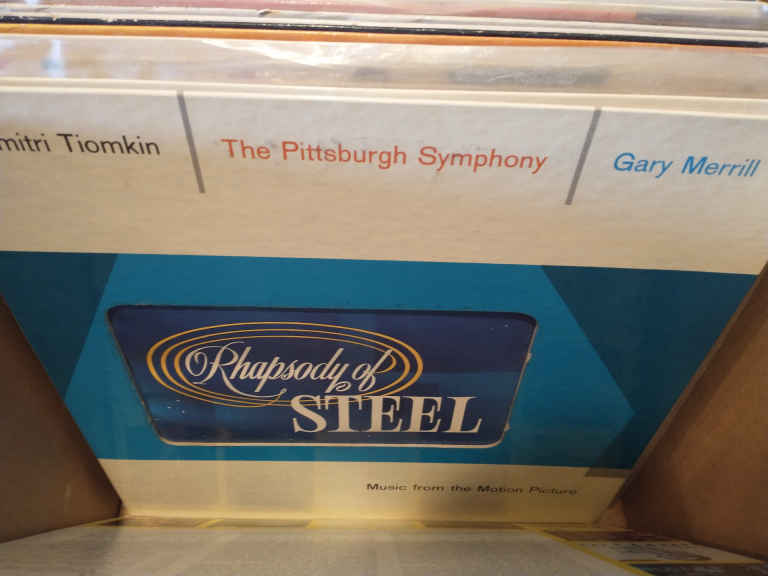 mitri Tiomkin
The Pittsburgh Symphony
Gary Merrill
Rhapsody of
STEEL
Music from the Motion Picture